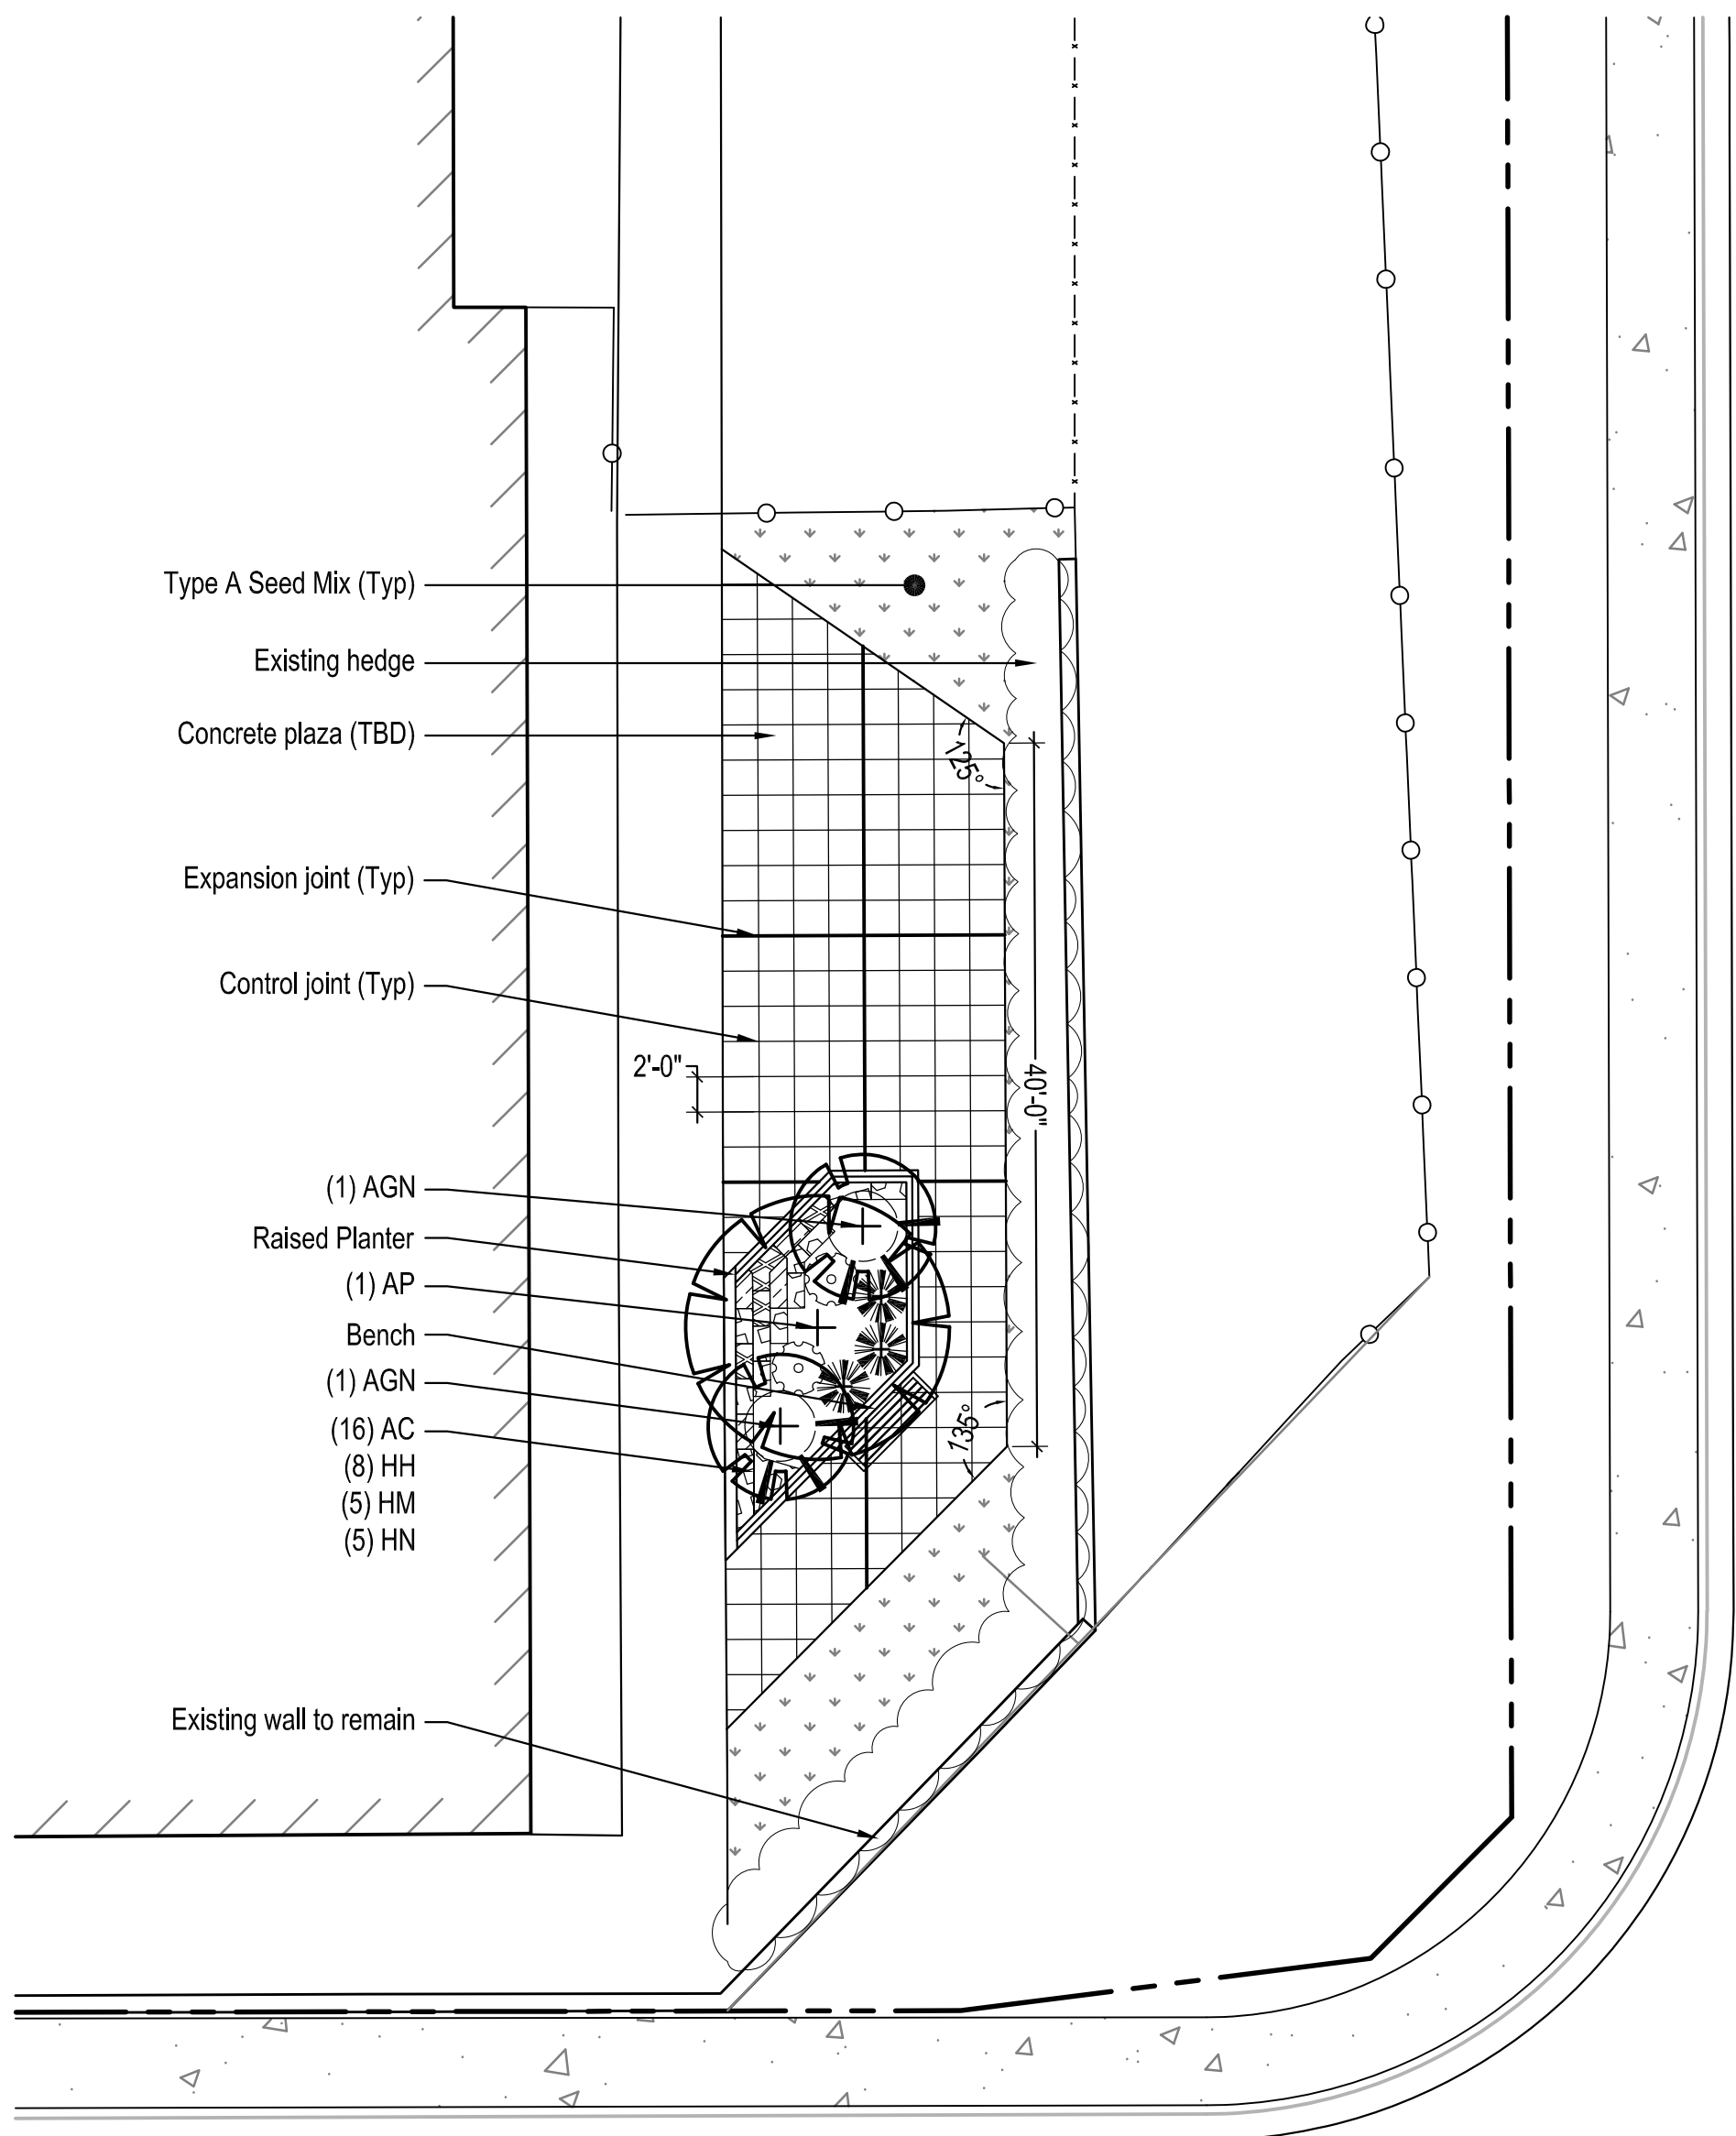 Type A Seed Mix (Typ)
Existing hedge
Concrete plaza (TBD)
125°
Expansion joint (Typ)
Control joint (Typ)
2'-0"
40'-0"
(1) AGN
Raised Planter
(1) AP
Bench
(1) AGN
(16) AC
135°
(8) HH
(5) HM
(5) HN
Existing wall to remain